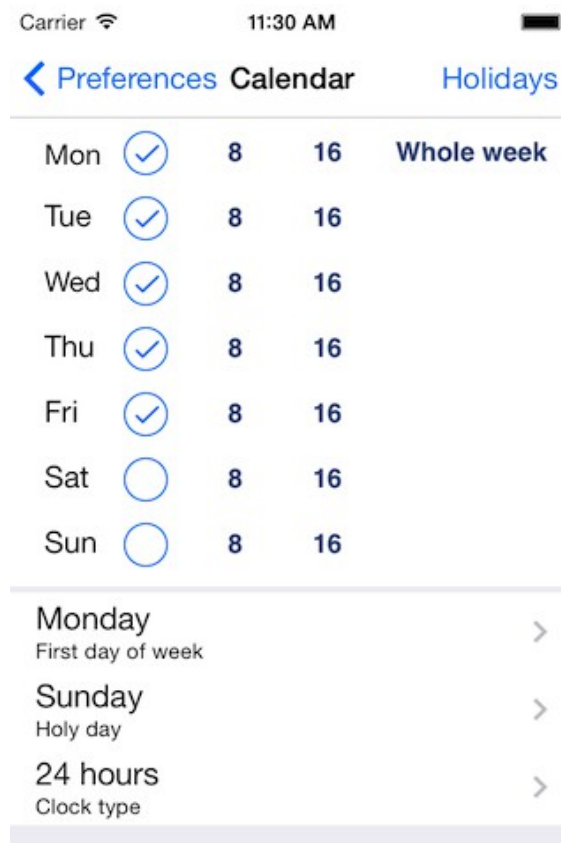 Carrier 11:30 AM
Preferences Calendar Holidays
Mon 8 16 Whole week
Tue 8 16
Wed 8 16
Thu 8 16
Fri 8 16
Sat 8 16
Sun 8 16
Monday
First day of week
Sunday
Holy day
24 hours
Clock type